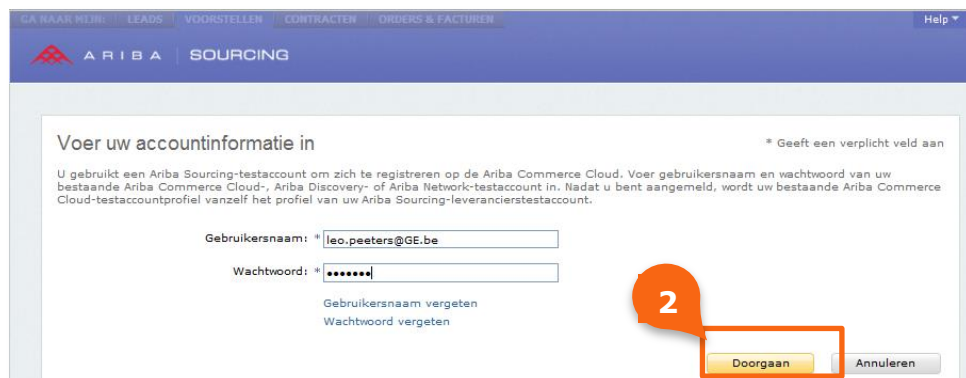 GA NAAR MIJN: LEADS VOORSTELLEN CONTRACTEN ORDERS & FACTUREN Help
ARIBA SOURCING
Voer uw accountinformatie in * Geeft een verplicht veld aan
U gebruikt een Ariba Sourcing-testaccount om zich te registreren op de Ariba Commerce Cloud. Voer gebruikersnaam en wachtwoord van uw
bestaande Ariba Commerce Cloud-, Ariba Discovery- of Ariba Network-testaccount in. Nadat u bent aangemeld, wordt uw bestaande Ariba Commerce
Cloud-testaccountprofiel vanzelf het profiel van uw Ariba Sourcing-leverancierstestaccount.
Gebruikersnaam: * leo.peeters@GE.be
Wachtwoord: * •••••••
Gebruikersnaam vergeten
Wachtwoord vergeten
2
Doorgaan Annuleren